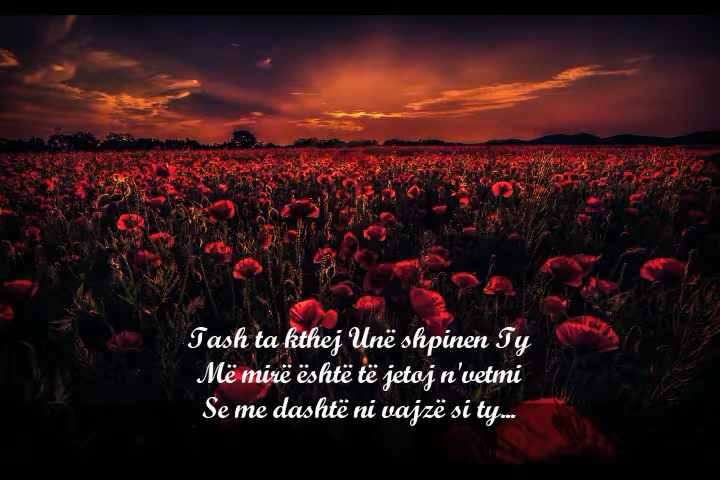 Tash ta kthej Unë shpinen Ty
Më mirë është të jetoj n'vetmi
Se me dashtë ni vajzë si ty...